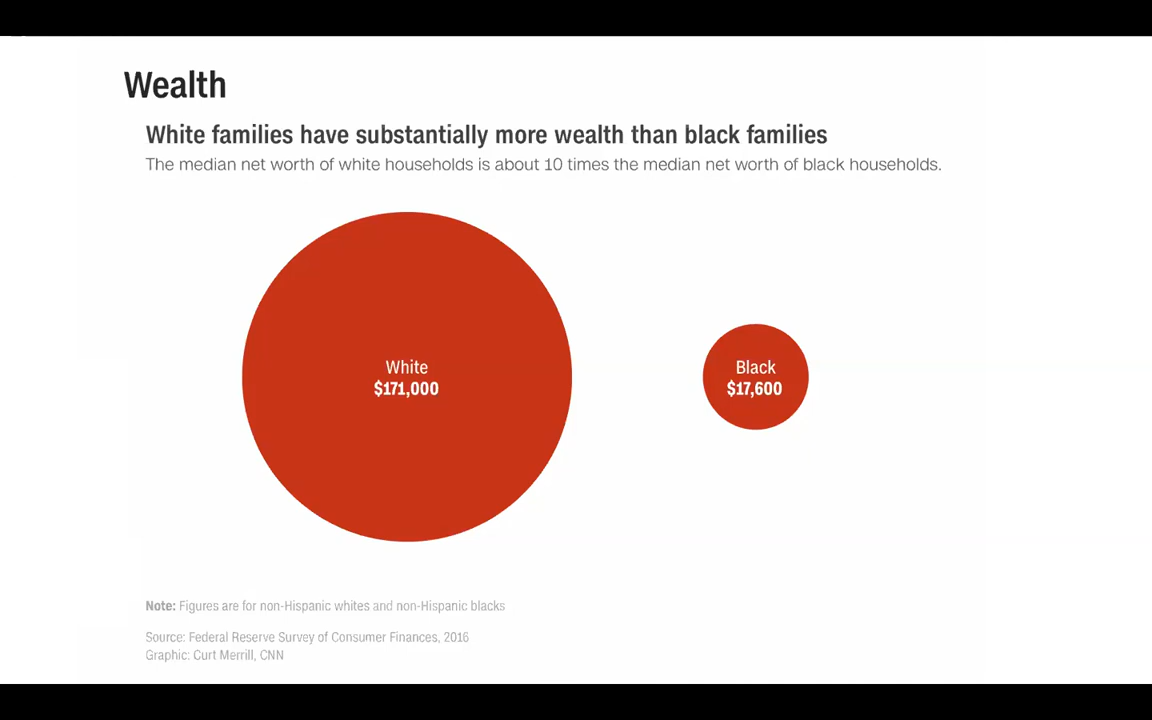 Wealth
White families have substantially more wealth than black families
The median net worth of white households is about 10 times the median net worth of black households.
White
$171,000
Black
$17,600
Note: Figures are for non-Hispanic whites and non-Hispanic blacks
Source: Federal Reserve Survey of Consumer Finances, 2016
Graphic: Curt Merrill, CNN